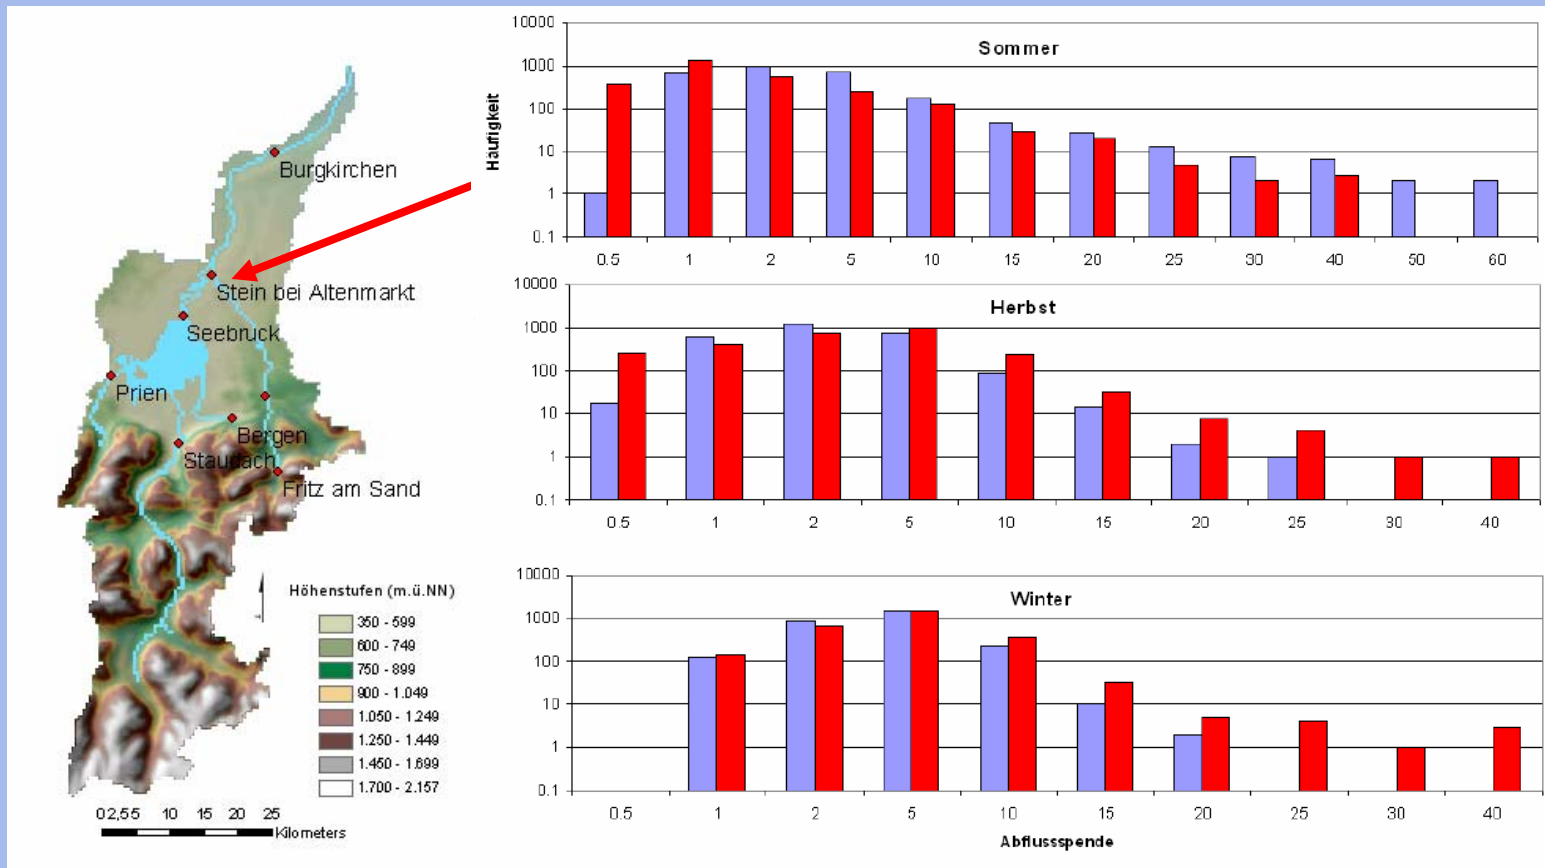 Burgkirchen
Stein bei Altenmarkt
Seebruck
Prien
Bergen
Staudach
Fritz am Sand
Höhenstufen (m.ü.NN)
350 - 599
600 - 749
750 - 899
900 - 1.049
1.050 - 1.249
1.250 - 1.449
1.450 - 1.699
1.700 - 2.157
0 2,5 5 10 15 20 25
Kilometers
Sommer
Häufigkeit
10000
1000
100
10
1
0.1
0.5 1 2 5 10 15 20 25 30 40 50 60
Herbst
10000
1000
100
10
1
0.1
0.5 1 2 5 10 15 20 25 30 40
Winter
10000
1000
100
10
1
0.1
0.5 1 2 5 10 15 20 25 30 40
Abflussspende